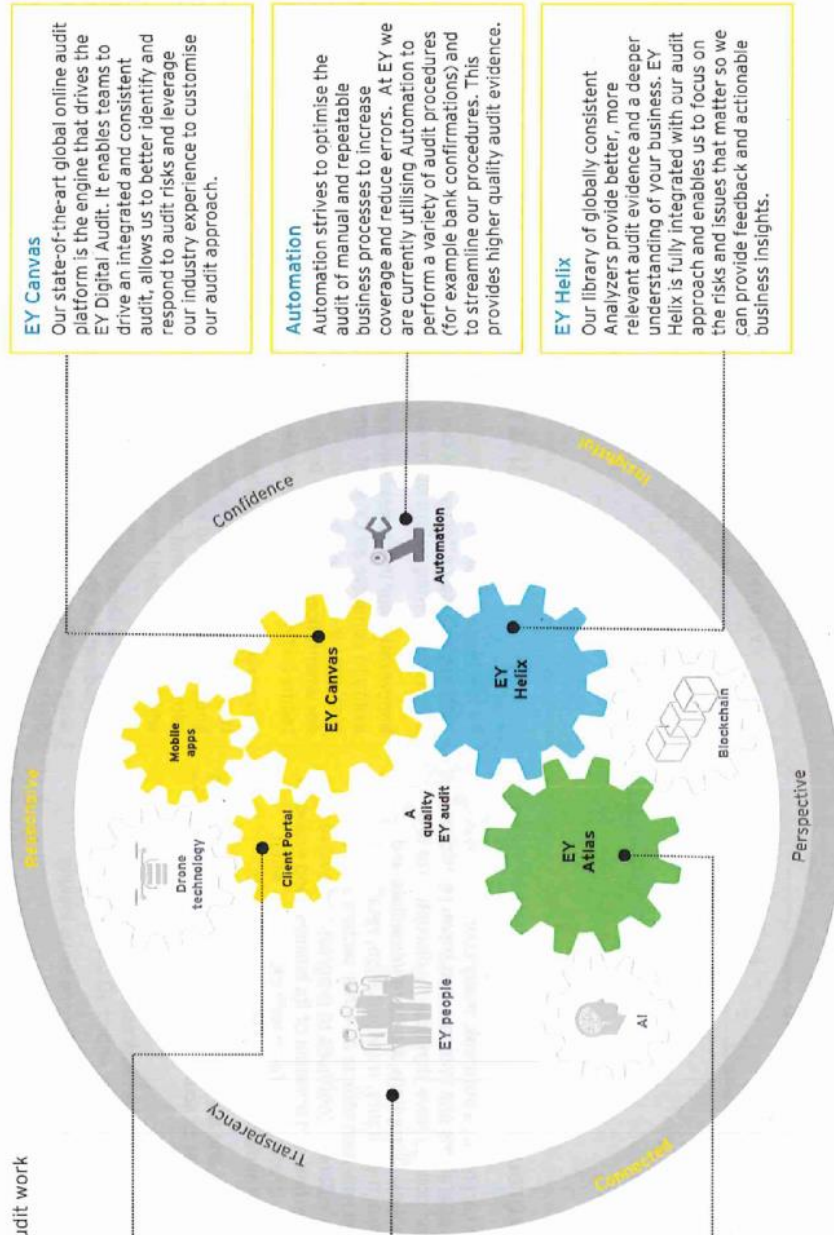 udit work
EY Canvas
Our state-of-the-art global online audit
platform is the engine that drives the
EY Digital Audit. It enables teams to
drive an integrated and consistent
audit, allows us to better identify and
respond to audit risks and leverage
our industry experience to customise
our audit approach.
Automation
Automation strives to optimise the
audit of manual and repeatable
business processes to increase
coverage and reduce errors. At EY we
are currently utilising Automation to
perform a variety of audit procedures
(for example bank confirmations) and
to streamline our procedures. This
provides higher quality audit evidence.
EY Helix
Our library of globally consistent
Analyzers provide better, more
relevant audit evidence and a deeper
understanding of your business. EY
Helix is fully integrated with our audit
approach and enables us to focus on
the risks and issues that matter so we
can provide feedback and actionable
business insights.
Responsive
Confidence
Insightful
Perspective
Connected
Transparency
Drone
technology
Mobile
apps
Client Portal
EY Canvas
Automation
EY people
A
quality
EY audit
EY
Helix
EY
Atlas
AI
Blockchain